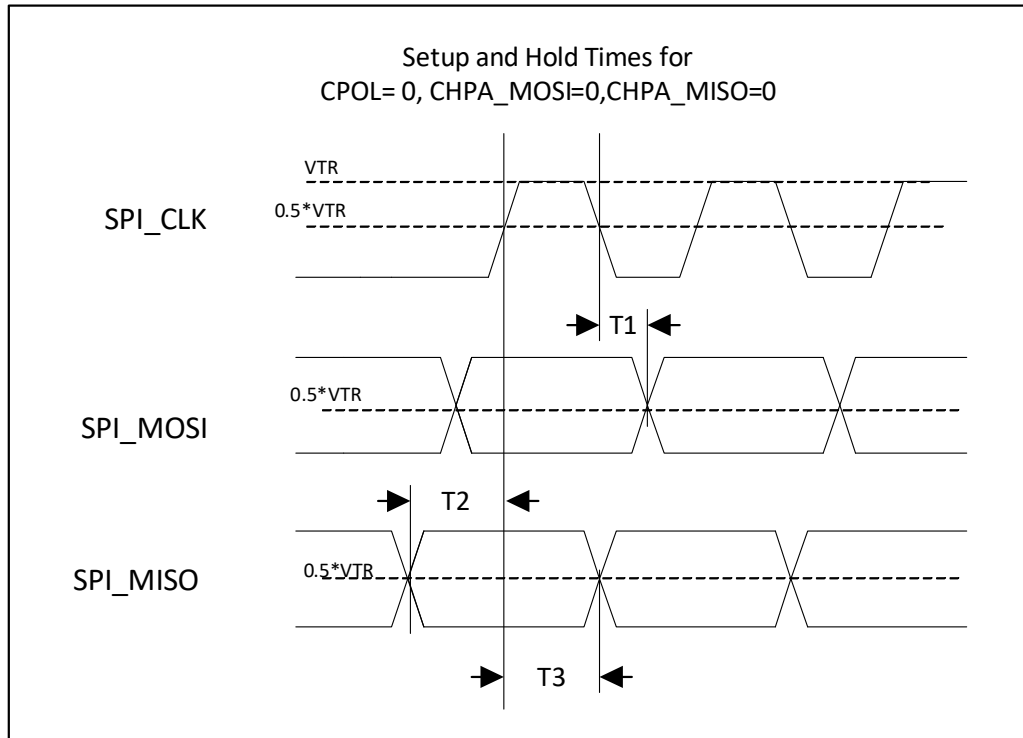 Setup and Hold Times for
CPOL= 0, CHPA_MOSI=0,CHPA_MISO=0
VTR
0.5*VTR
SPI_CLK
T1
0.5*VTR
SPI_MOSI
T2
0.5*VTR
SPI_MISO
T3